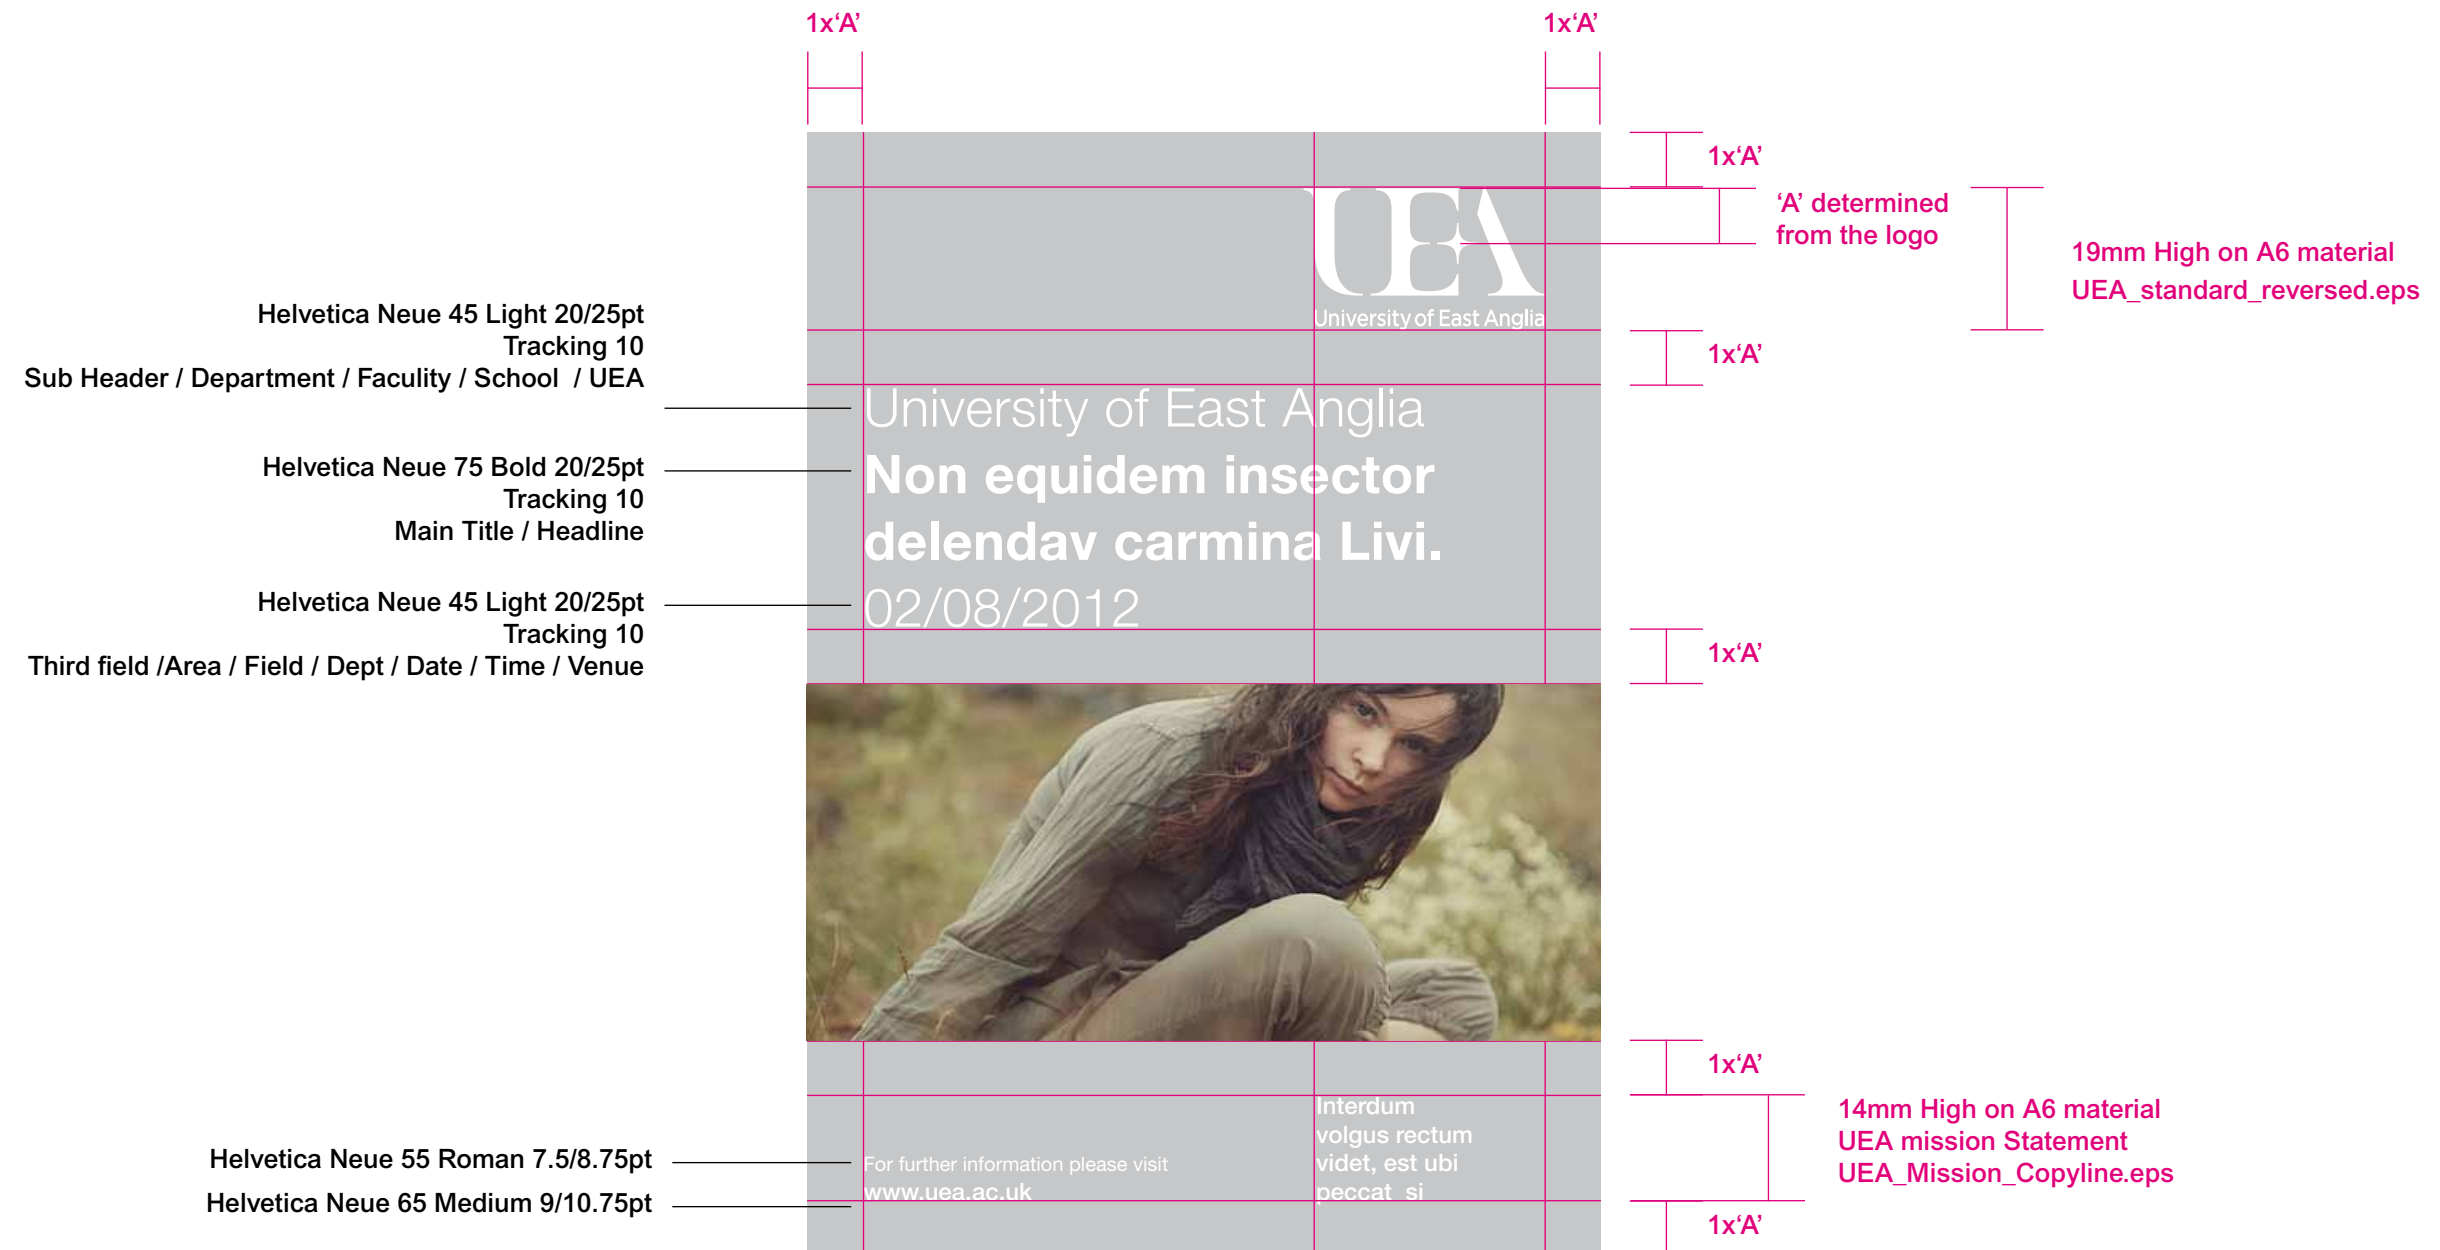 1x‘A’
1x‘A’
1x‘A’
‘A’ determined
from the logo
19mm High on A6 material
UEA_standard_reversed.eps
UEA
University of East Anglia
1x‘A’
Helvetica Neue 45 Light 20/25pt
Tracking 10
Sub Header / Department / Faculity / School / UEA
University of East Anglia
Helvetica Neue 75 Bold 20/25pt
Tracking 10
Main Title / Headline
Non equidem insector
delendav carmina Livi.
Helvetica Neue 45 Light 20/25pt
Tracking 10
Third field /Area / Field / Dept / Date / Time / Venue
02/08/2012
1x‘A’
1x‘A’
Interdum
volgus rectum
videt, est ubi
peccat si
14mm High on A6 material
UEA mission Statement
UEA_Mission_Copyline.eps
Helvetica Neue 55 Roman 7.5/8.75pt
For further information please visit
Helvetica Neue 65 Medium 9/10.75pt
www.uea.ac.uk
1x‘A’